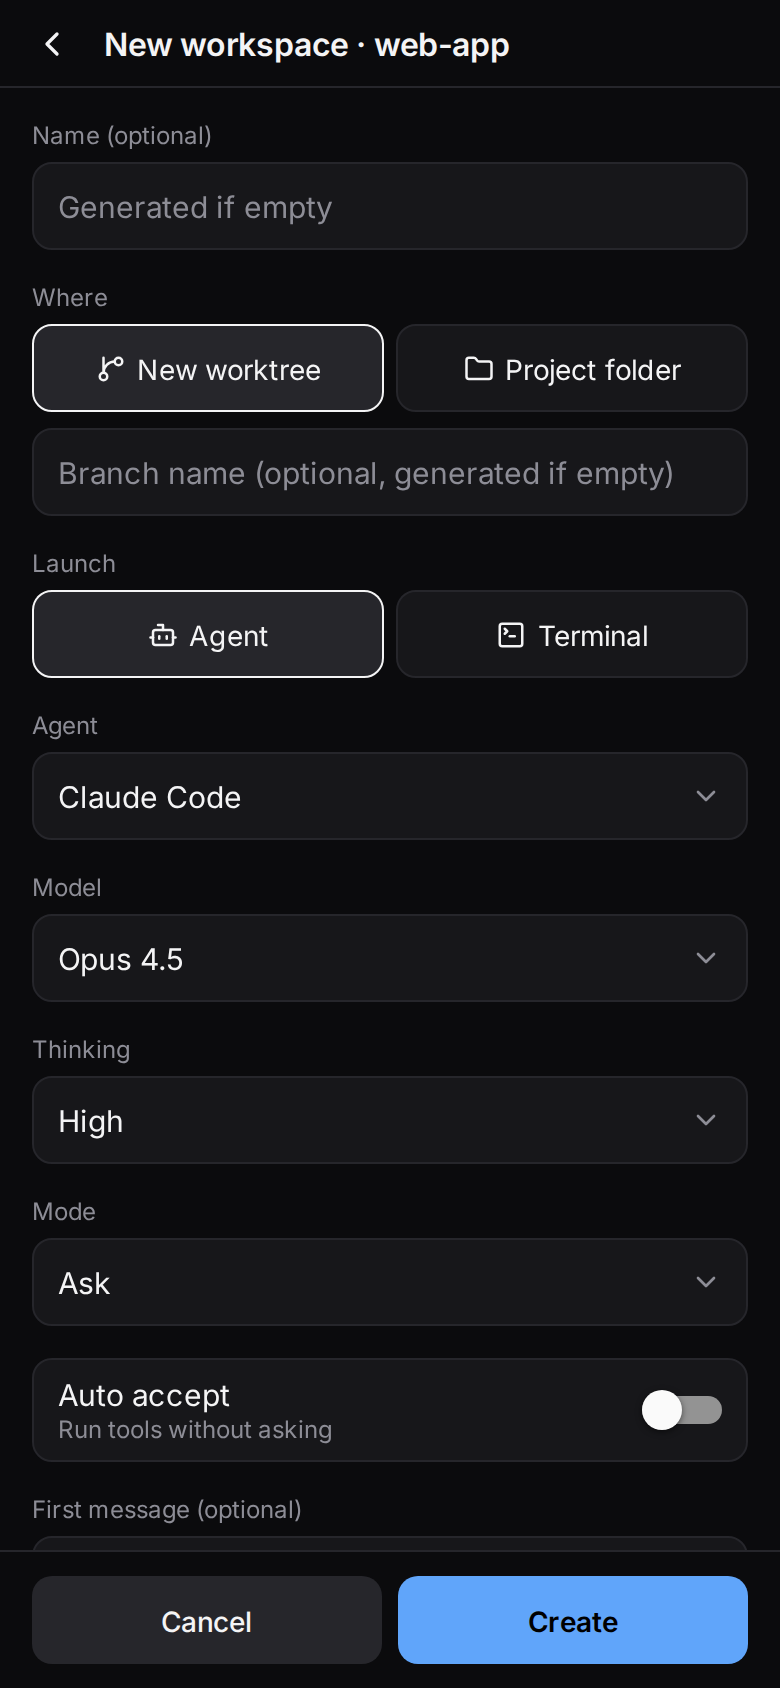 New workspace · web-app
Name (optional)
Generated if empty
Where
New worktree
Project folder
Branch name (optional, generated if empty)
Launch
Agent
Terminal
Agent
Claude Code
Model
Opus 4.5
Thinking
High
Mode
Ask
Auto accept
Run tools without asking
First message (optional)
Cancel
Create